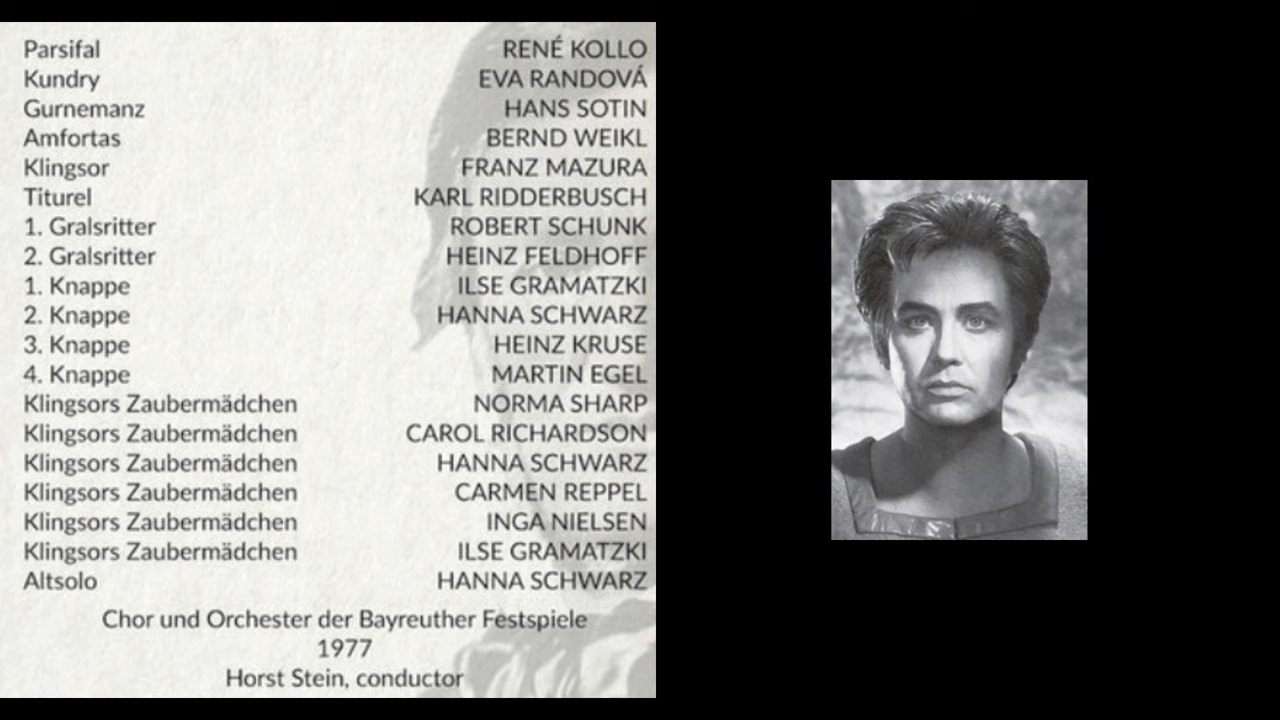 Parsifal RENÉ KOLLO
Kundry EVA RANDOVÁ
Gurnemanz HANS SOTIN
Amfortas BERND WEIKL
Klingsor FRANZ MAZURA
Titurel KARL RIDDERBUSCH
1. Gralsritter ROBERT SCHUNK
2. Gralsritter HEINZ FELDHOFF
1. Knappe ILSE GRAMATZKI
2. Knappe HANNA SCHWARZ
3. Knappe HEINZ KRUSE
4. Knappe MARTIN EGEL
Klingsors Zaubermädchen NORMA SHARP
Klingsors Zaubermädchen CAROL RICHARDSON
Klingsors Zaubermädchen HANNA SCHWARZ
Klingsors Zaubermädchen CARMEN REPPEL
Klingsors Zaubermädchen INGA NIELSEN
Klingsors Zaubermädchen ILSE GRAMATZKI
Altsolo HANNA SCHWARZ
Chor und Orchester der Bayreuther Festspiele
1977
Horst Stein, conductor